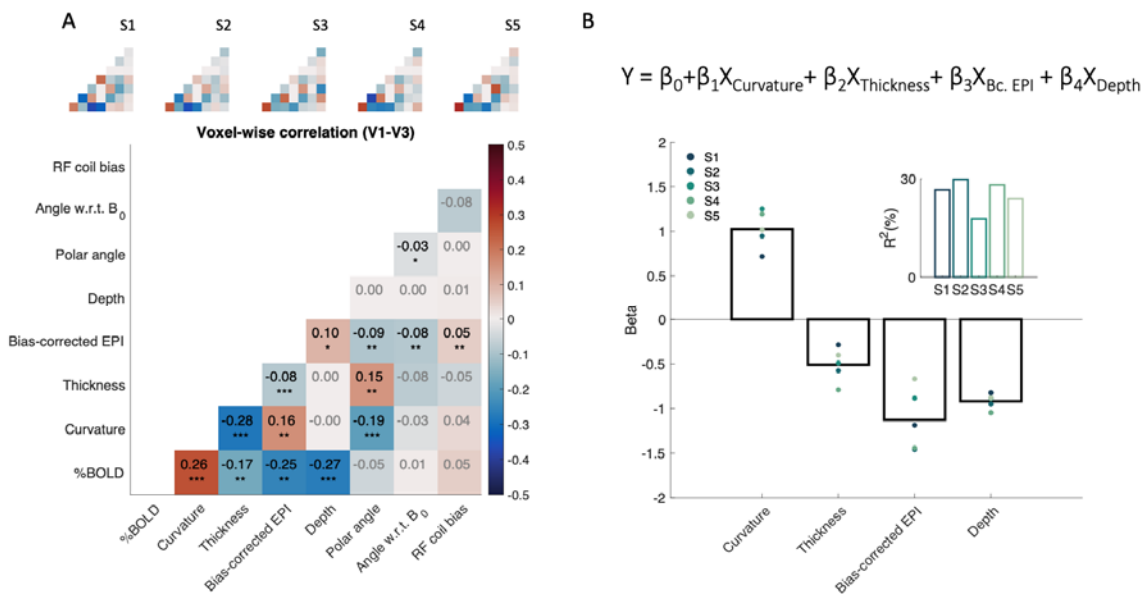 A
S1 S2 S3 S4 S5
Voxel-wise correlation (V1-V3)
RF coil bias
Angle w.r.t. B0 -0.08
Polar angle -0.03 0.00
*
Depth 0.00 0.00 0.01
Bias-corrected EPI 0.10 -0.09 -0.08 0.05
* ** ** **
Thickness -0.08 0.00 0.15 -0.08 -0.05
*** **
Curvature -0.28 0.16 -0.00 -0.19 -0.03 0.04
*** ** ***
%BOLD 0.26 -0.17 -0.25 -0.27 -0.05 0.01 0.05
*** ** ** ***
%BOLD Curvature Thickness Bias-corrected EPI Depth Polar angle Angle w.r.t. B0 RF coil bias
0.5
0.4
0.3
0.2
0.1
0
-0.1
-0.2
-0.3
-0.4
-0.5
B
Y = β0+β1XCurvature+ β2XThickness+ β3XBc. EPI + β4XDepth
Beta
2
1.5
1
0.5
0
-0.5
-1
-1.5
-2
S1
S2
S3
S4
S5
R2(%)
30
0
S1 S2 S3 S4 S5
Curvature Thickness Bias-corrected EPI Depth